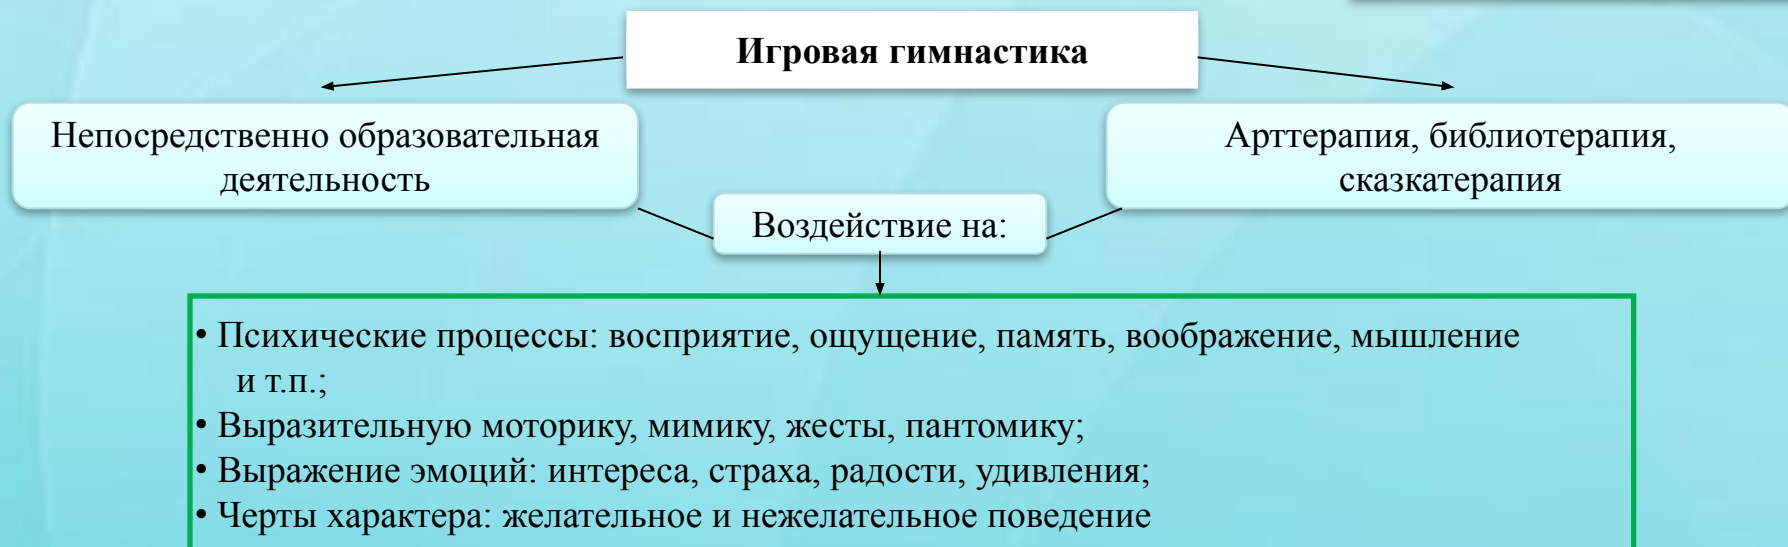 Игровая гимнастика
Непосредственно образовательная
деятельность
Арттерапия, библиотерапия,
сказкатерапия
Воздействие на:
• Психические процессы: восприятие, ощущение, память, воображение, мышление
и т.п.;
• Выразительную моторику, мимику, жесты, пантомику;
• Выражение эмоций: интереса, страха, радости, удивления;
• Черты характера: желательное и нежелательное поведение